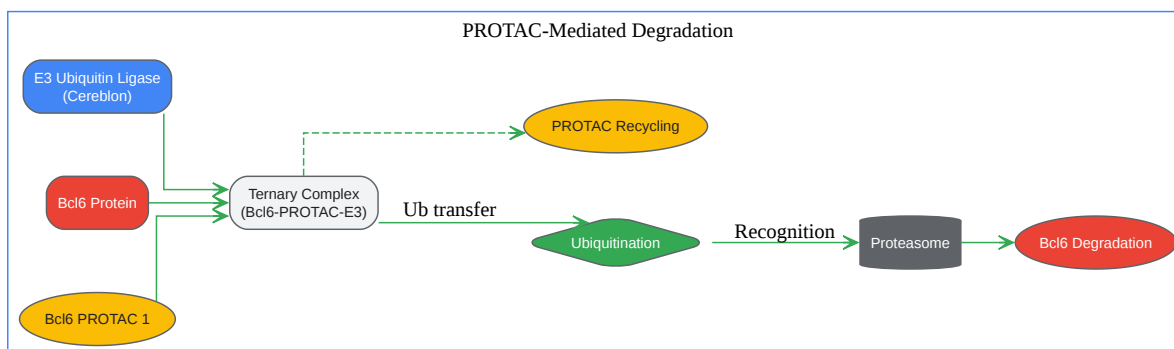 PROTAC-Mediated Degradation
E3 Ubiquitin Ligase
(Cereblon)
PROTAC Recycling
Bcl6 Protein
Ternary Complex
(Bcl6-PROTAC-E3)
Ub transfer
Ubiquitination
Recognition
Proteasome
Bcl6 Degradation
Bcl6 PROTAC 1